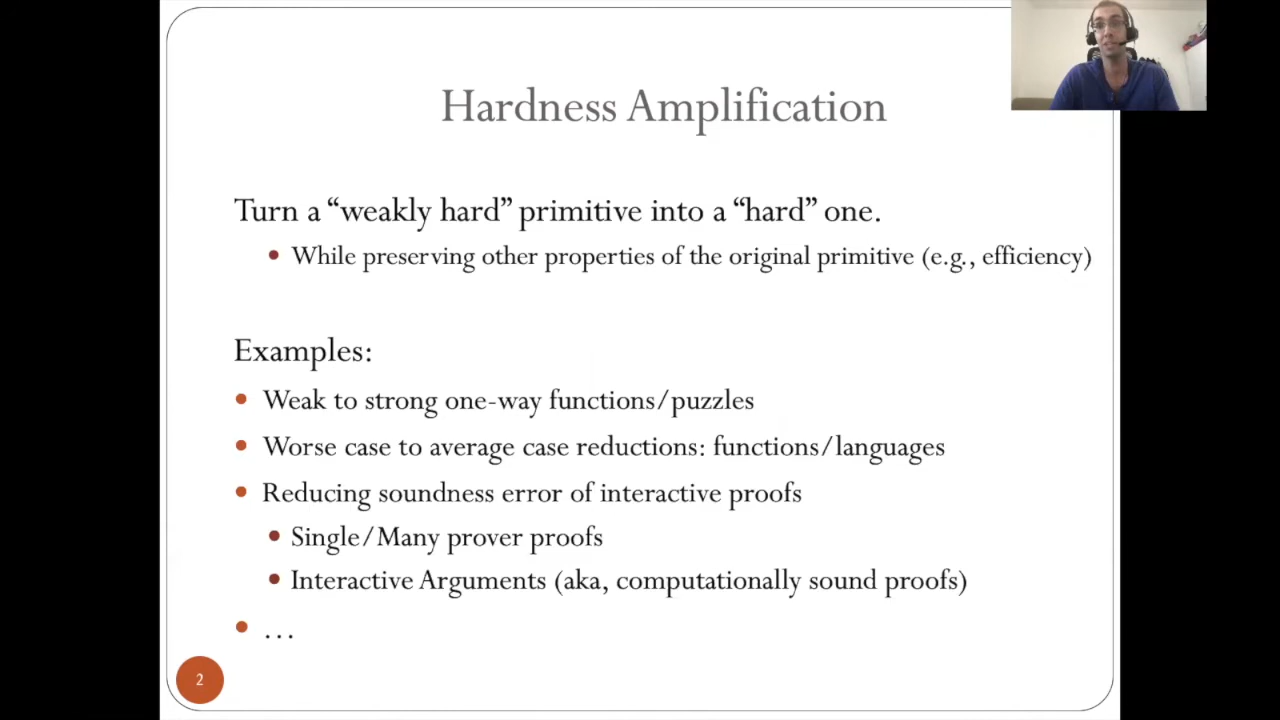 Hardness Amplification
Turn a “weakly hard” primitive into a “hard” one.
• While preserving other properties of the original primitive (e.g., efficiency)
Examples:
• Weak to strong one-way functions/puzzles
• Worse case to average case reductions: functions/languages
• Reducing soundness error of interactive proofs
• Single/Many prover proofs
• Interactive Arguments (aka, computationally sound proofs)
• …
2